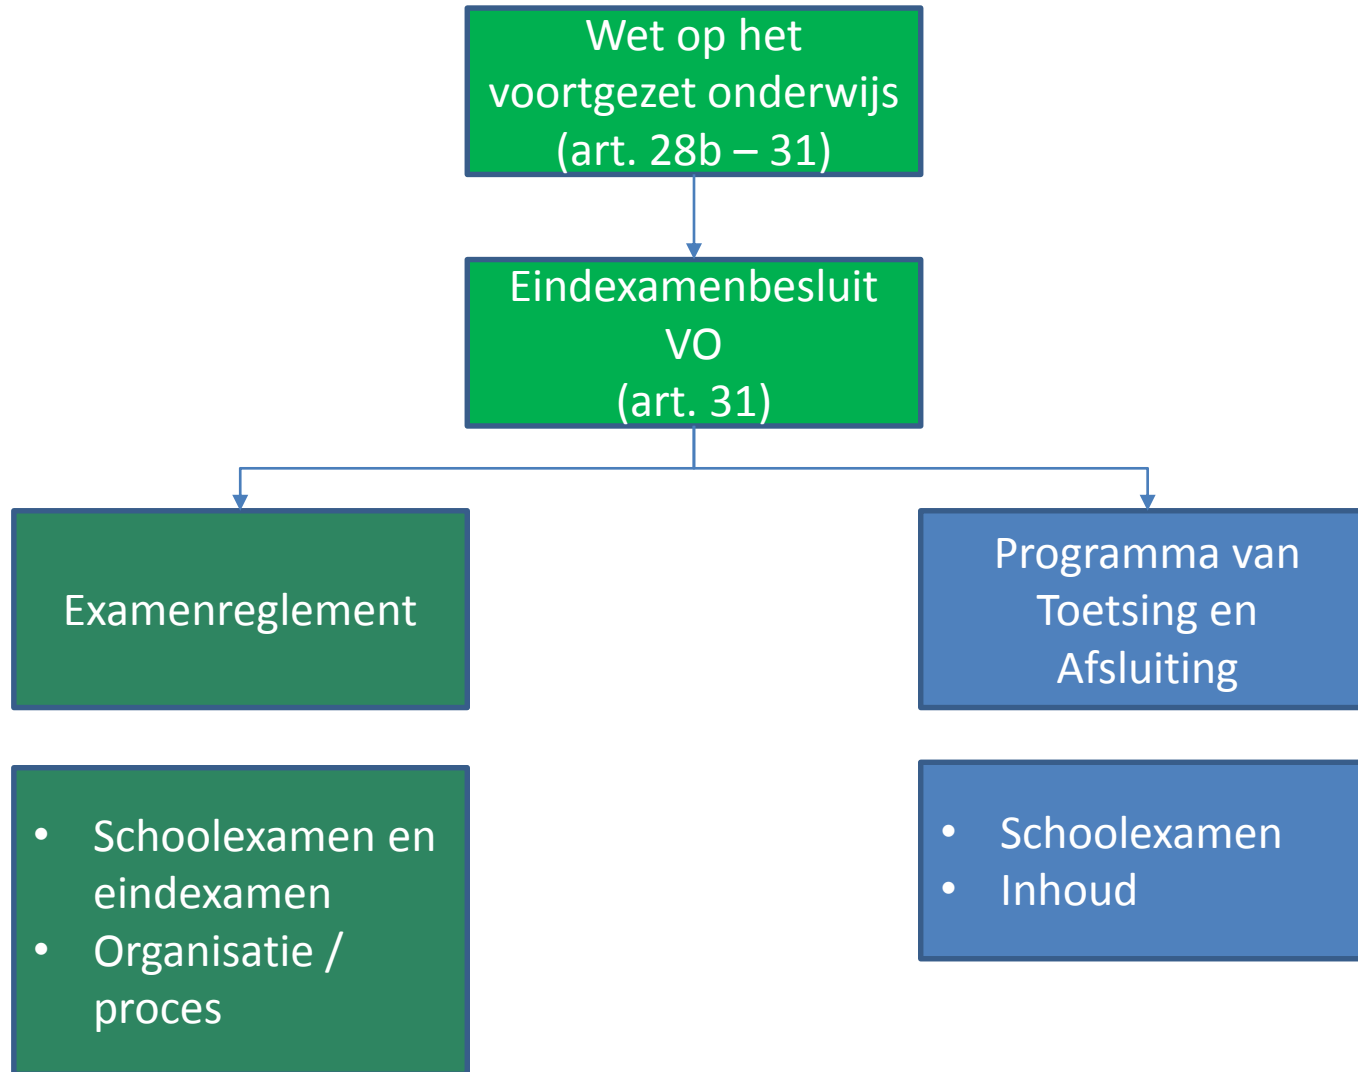 Wet op het
voortgezet onderwijs
(art. 28b – 31)
Eindexamenbesluit
VO
(art. 31)
Examenreglement
Programma van
Toetsing en
Afsluiting
• Schoolexamen en
eindexamen
• Organisatie /
proces
• Schoolexamen
• Inhoud